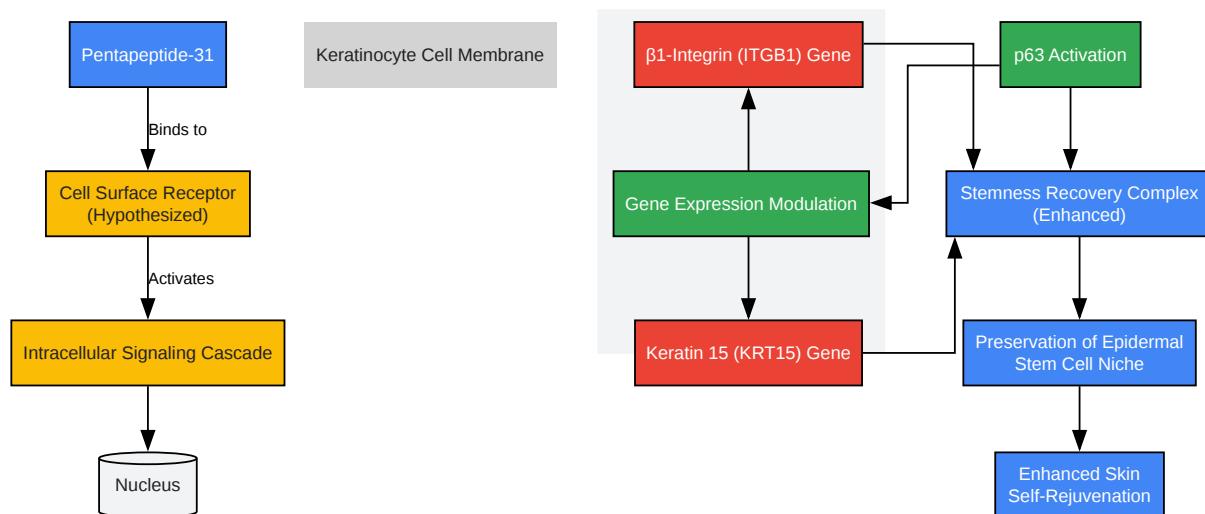 Pentapeptide-31
Keratinocyte Cell Membrane
β1-Integrin (ITGB1) Gene
p63 Activation
Binds to
Cell Surface Receptor
(Hypothesized)
Gene Expression Modulation
Stemness Recovery Complex
(Enhanced)
Activates
Intracellular Signaling Cascade
Keratin 15 (KRT15) Gene
Preservation of Epidermal
Stem Cell Niche
Nucleus
Enhanced Skin
Self-Rejuvenation